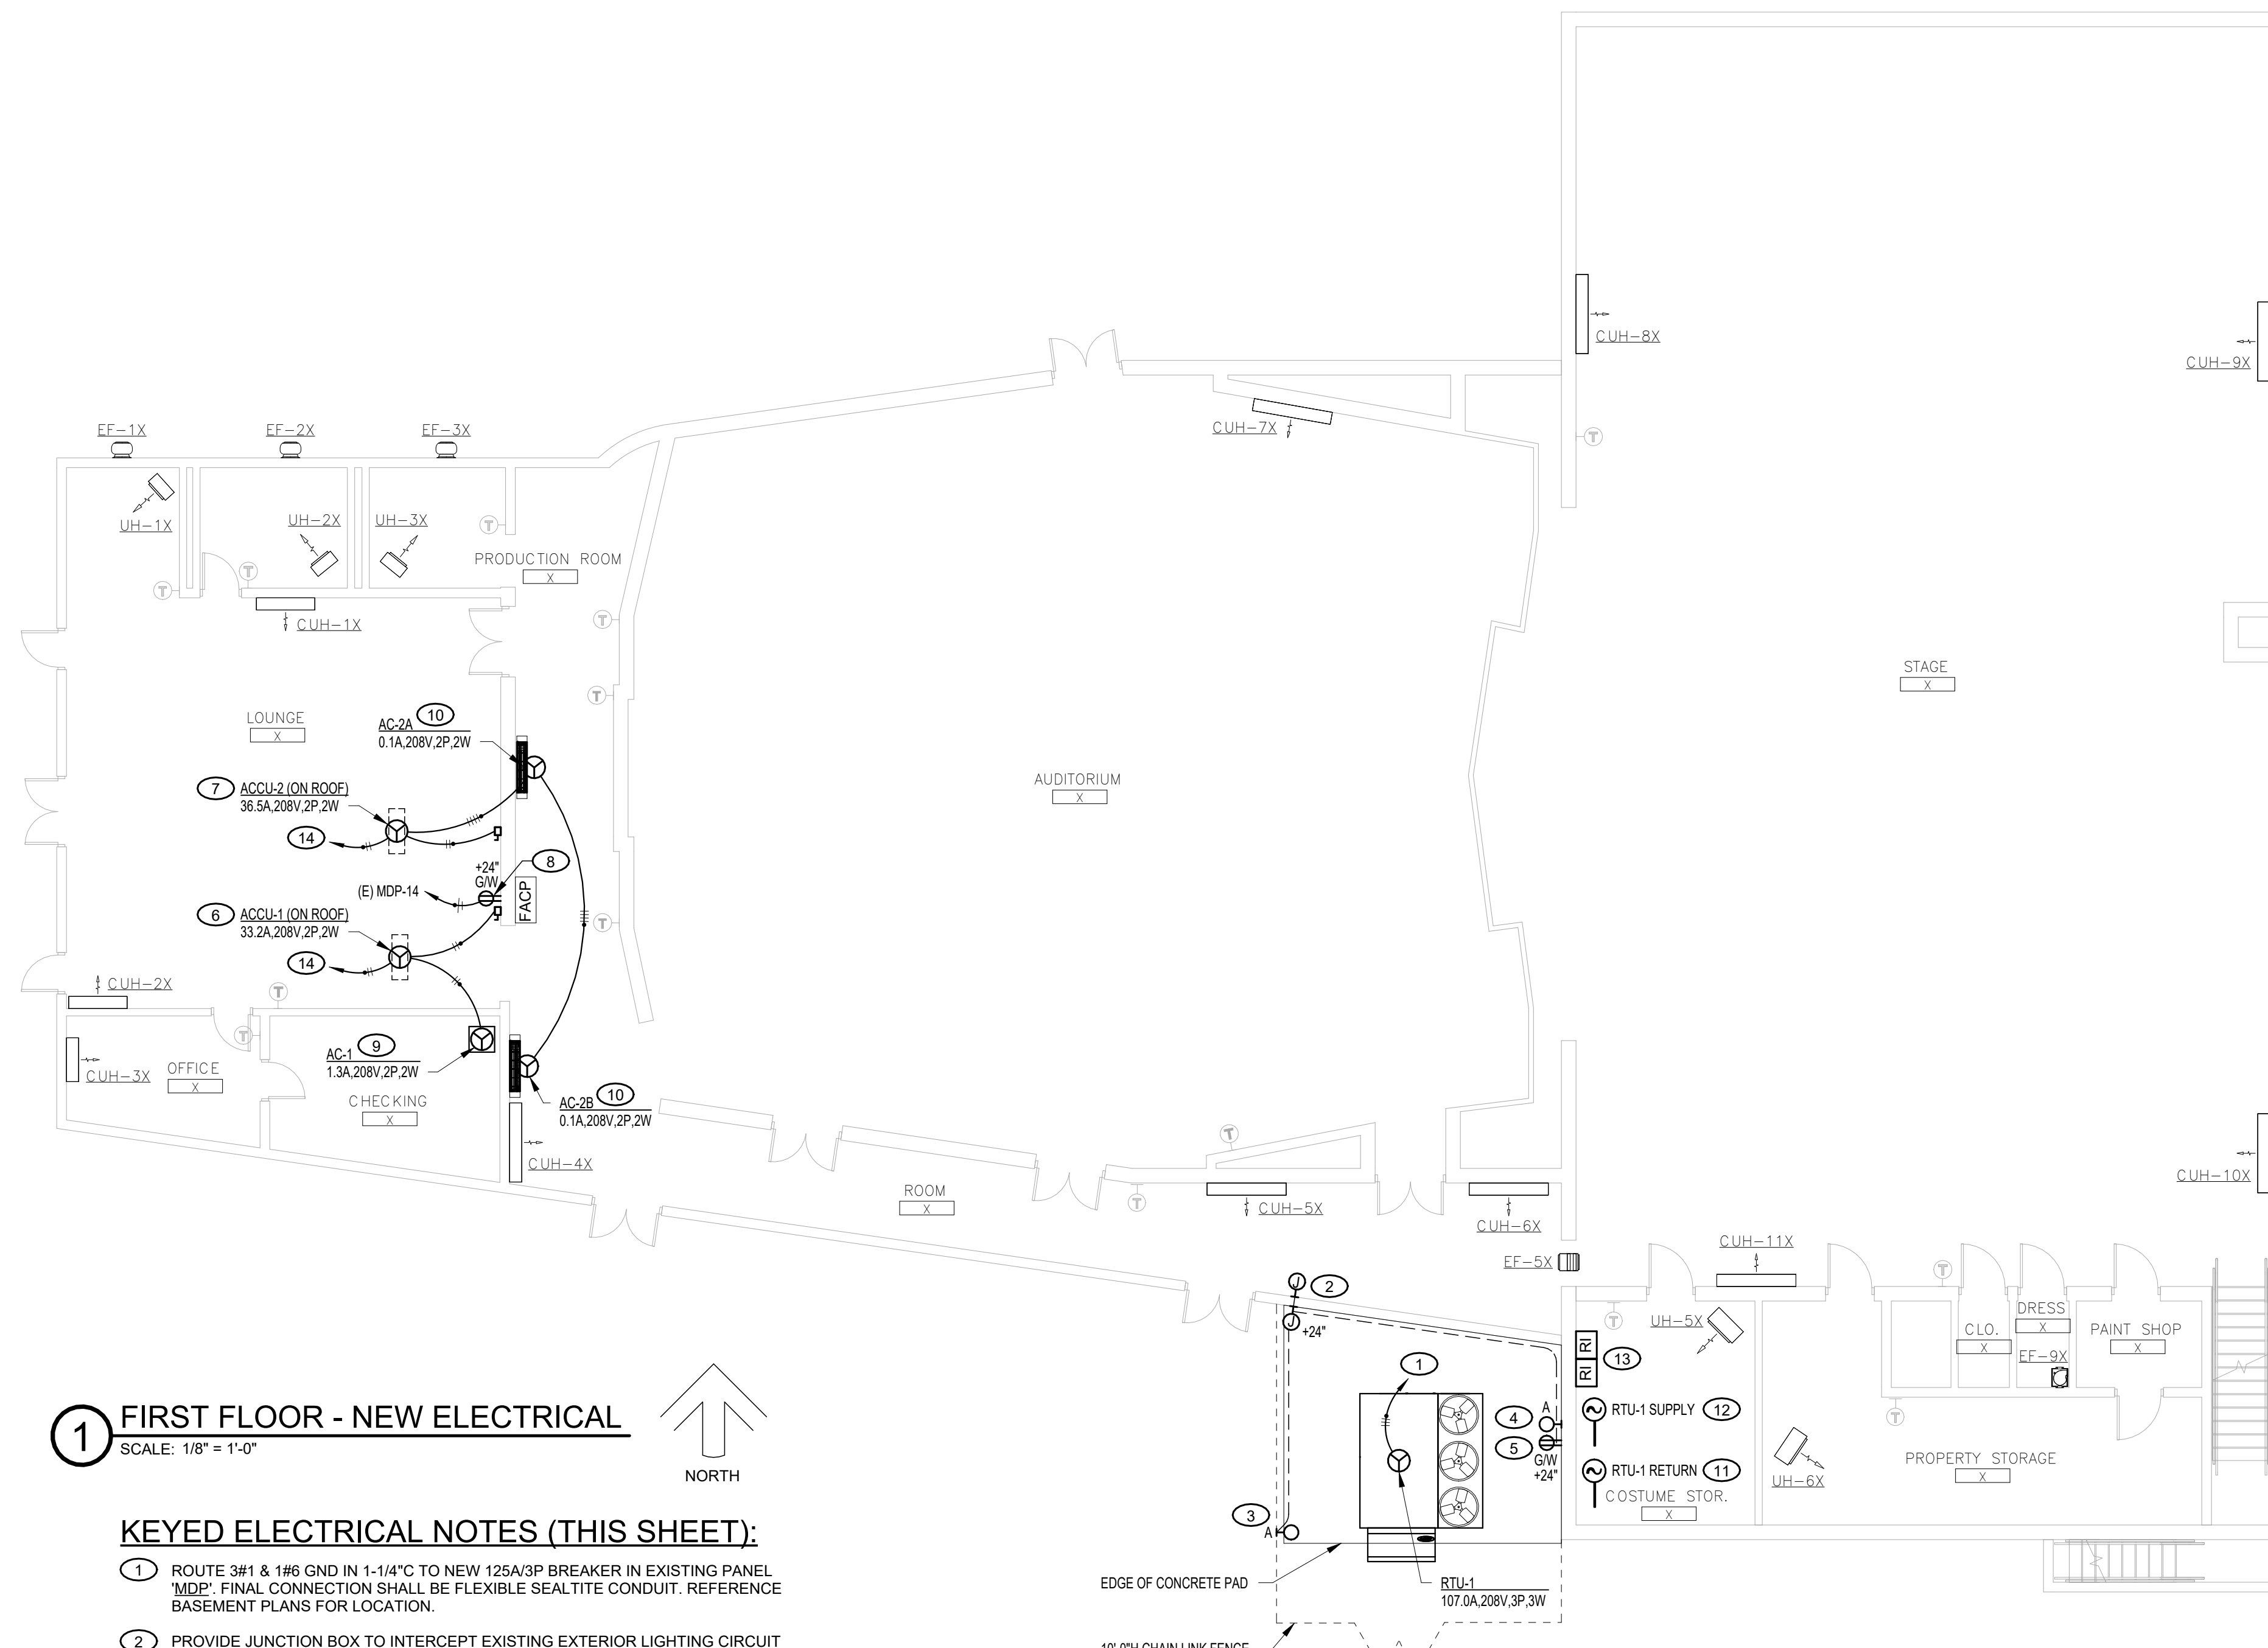 CUH-8X
CUH-9X
CUH-7X
EF-1X
EF-2X
EF-3X
T
UH-1X
UH-2X
UH-3X
T
PRODUCTION ROOM
X
T
T
T
CUH-1X
T
STAGE
X
T
LOUNGE
X
AC-2A
10
0.1A,208V,2P,2W
AUDITORIUM
X
7
ACCU-2 (ON ROOF)
36.5A,208V,2P,2W
14
+24"
G/W
8
(E) MDP-14
FACP
6
ACCU-1 (ON ROOF)
33.2A,208V,2P,2W
T
14
CUH-2X
T
T
AC-1
9
1.3A,208V,2P,2W
CUH-3X
OFFICE
X
CHECKING
X
AC-2B
10
0.1A,208V,2P,2W
T
CUH-4X
CUH-10X
ROOM
X
T
CUH-5X
CUH-6X
CUH-11X
EF-5X
T
J
2
J
+24"
T
UH-5X
CLO.
X
DRESS
X
PAINT SHOP
X
EF-9X
RI
RI
13
1
4
A
5
G/W
+24"
RTU-1 SUPPLY
12
T
RTU-1 RETURN
11
COSTUME STOR.
X
UH-6X
PROPERTY STORAGE
X
3
A
EDGE OF CONCRETE PAD
RTU-1
107.0A,208V,3P,3W
10'-0"H CHAIN LINK FENCE
1
FIRST FLOOR - NEW ELECTRICAL
SCALE: 1/8" = 1'-0"
NORTH
KEYED ELECTRICAL NOTES (THIS SHEET):
1 ROUTE 3#1 & 1#6 GND IN 1-1/4"C TO NEW 125A/3P BREAKER IN EXISTING PANEL
'MDP'. FINAL CONNECTION SHALL BE FLEXIBLE SEALTITE CONDUIT. REFERENCE
BASEMENT PLANS FOR LOCATION.
2 PROVIDE JUNCTION BOX TO INTERCEPT EXISTING EXTERIOR LIGHTING CIRCUIT